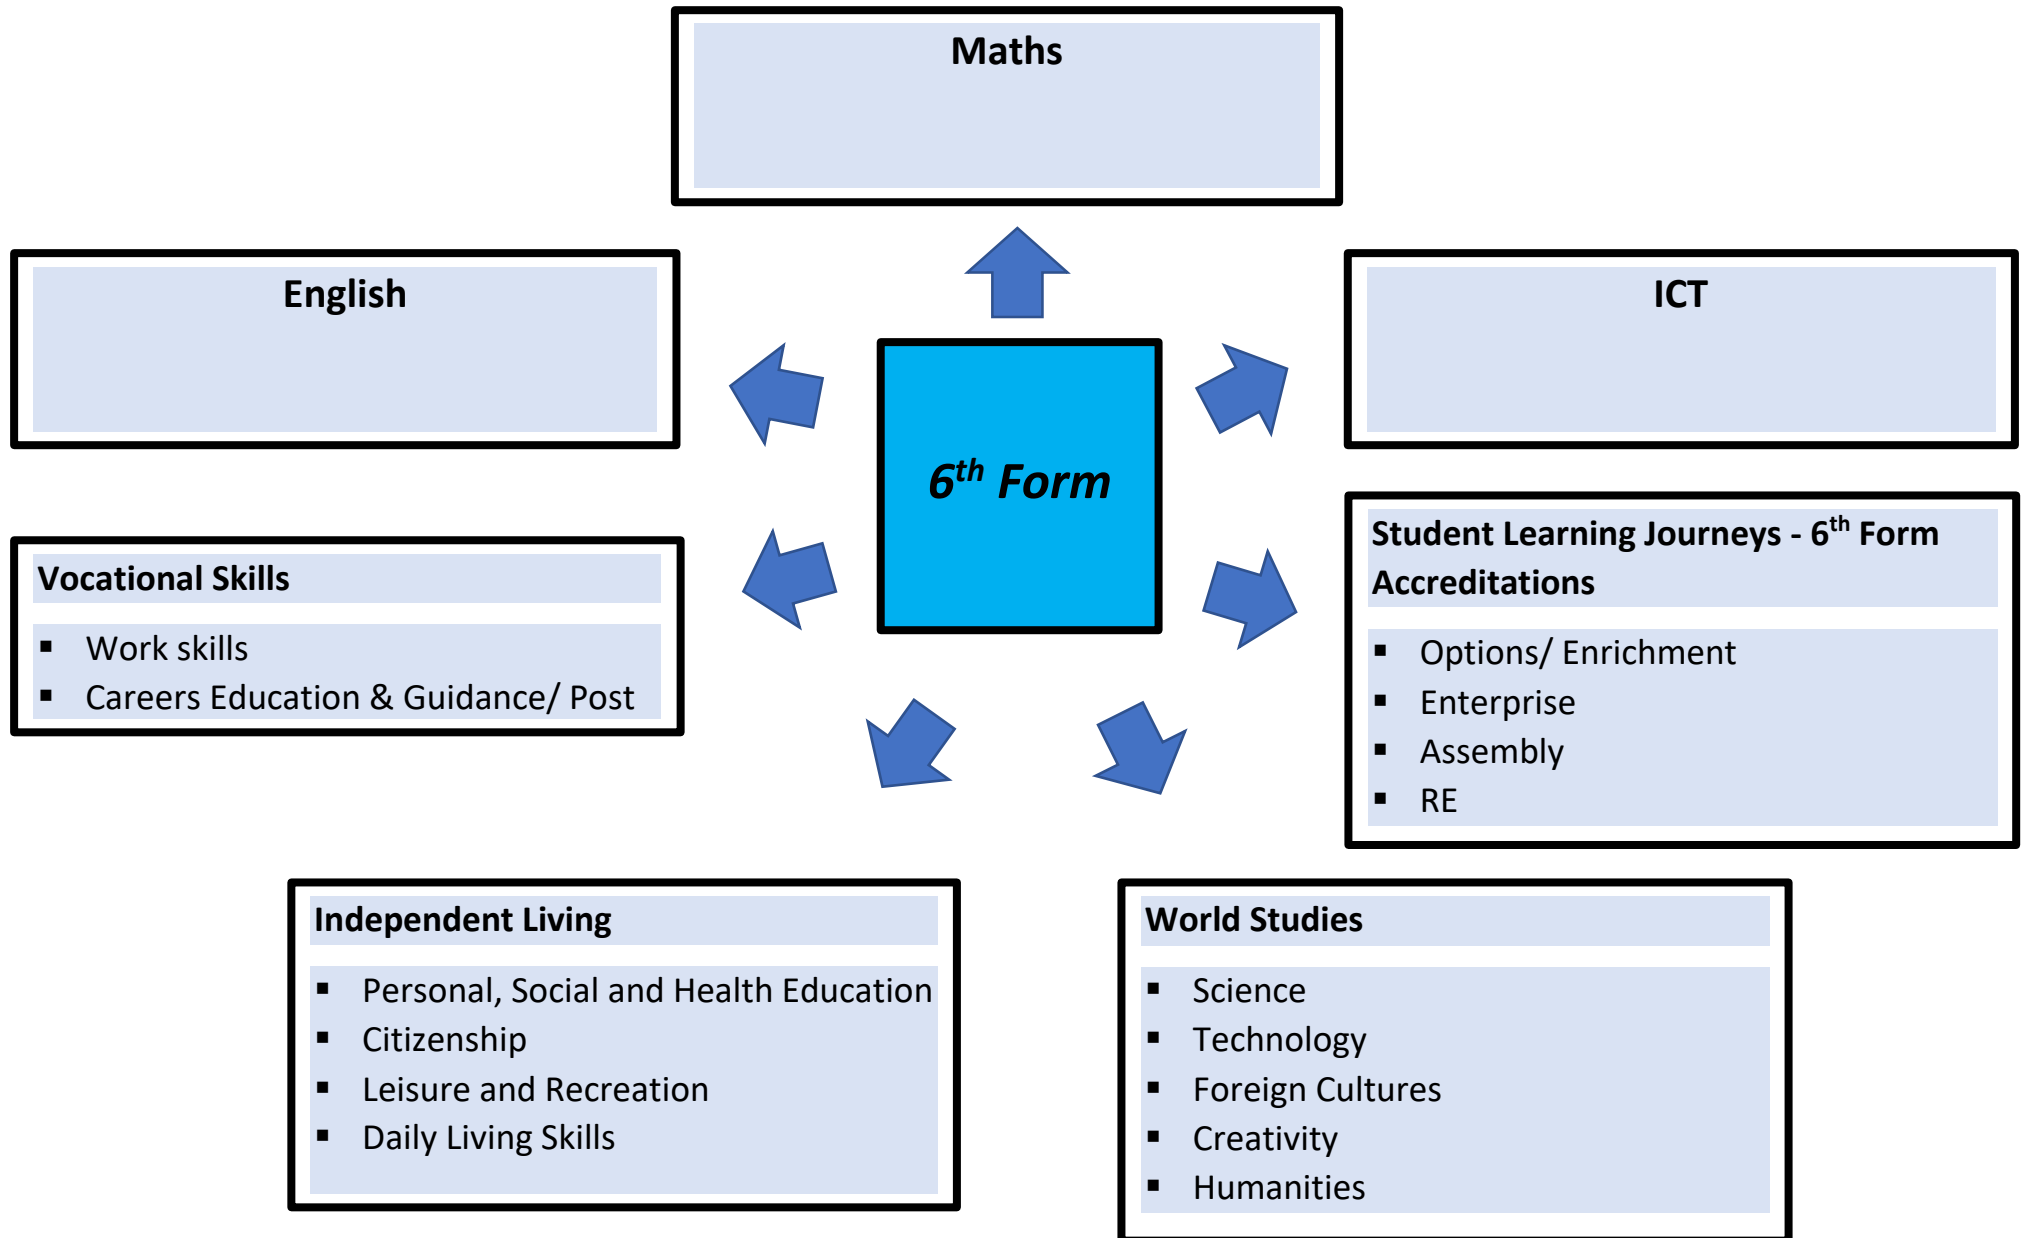 Maths
English
ICT
6th Form
Student Learning Journeys - 6th Form
Accreditations
▪ Options/ Enrichment
▪ Enterprise
▪ Assembly
▪ RE
Vocational Skills
▪ Work skills
▪ Careers Education & Guidance/ Post
Independent Living
▪ Personal, Social and Health Education
▪ Citizenship
▪ Leisure and Recreation
▪ Daily Living Skills
World Studies
▪ Science
▪ Technology
▪ Foreign Cultures
▪ Creativity
▪ Humanities